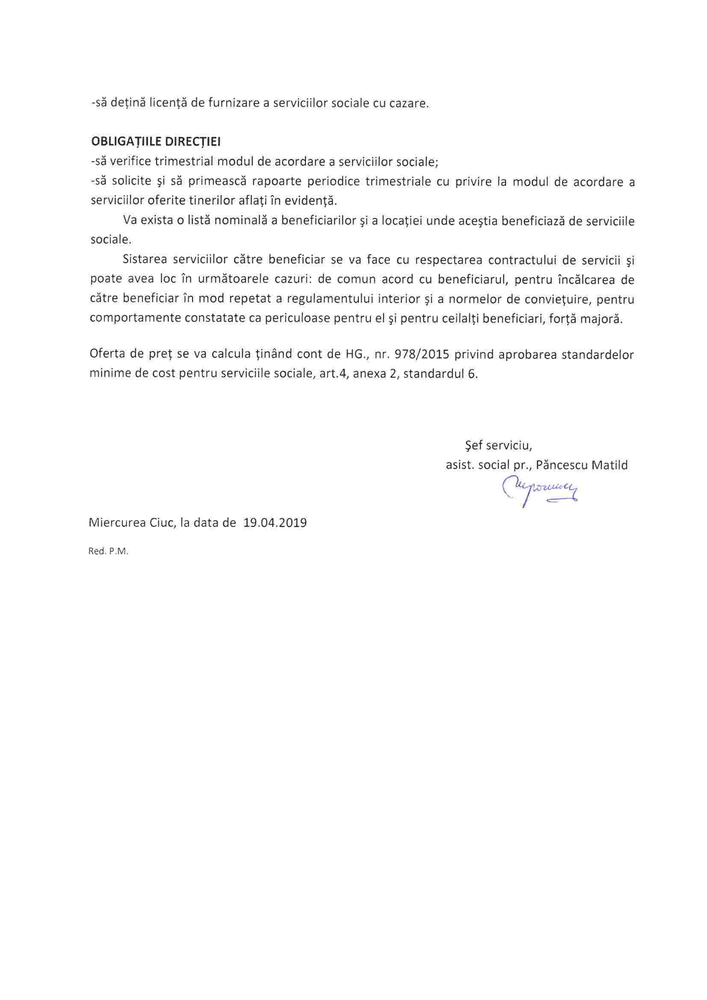 -să dețină licență de furnizare a serviciilor sociale cu cazare.
OBLIGAȚIILE DIRECȚIEI
-să verifice trimestrial modul de acordare a serviciilor sociale;
-să solicite şi să primească rapoarte periodice trimestriale cu privire la modul de acordare a
serviciilor oferite tinerilor aflați în evidență.
Va exista o listă nominală a beneficiarilor şi a locației unde aceştia beneficiază de serviciile
sociale.
Sistarea serviciilor către beneficiar se va face cu respectarea contractului de servicii şi
poate avea loc în următoarele cazuri: de comun acord cu beneficiarul, pentru încălcarea de
către beneficiar în mod repetat a regulamentului interior şi a normelor de conviețuire, pentru
comportamente constatate ca periculoase pentru el şi pentru ceilalți beneficiari, forță majoră.
Oferta de preț se va calcula ținând cont de HG., nr. 978/2015 privind aprobarea standardelor
minime de cost pentru serviciile sociale, art.4, anexa 2, standardul 6.
Şef serviciu,
asist. social pr., Păncescu Matild
Miercurea Ciuc, la data de 19.04.2019
Red. P.M.